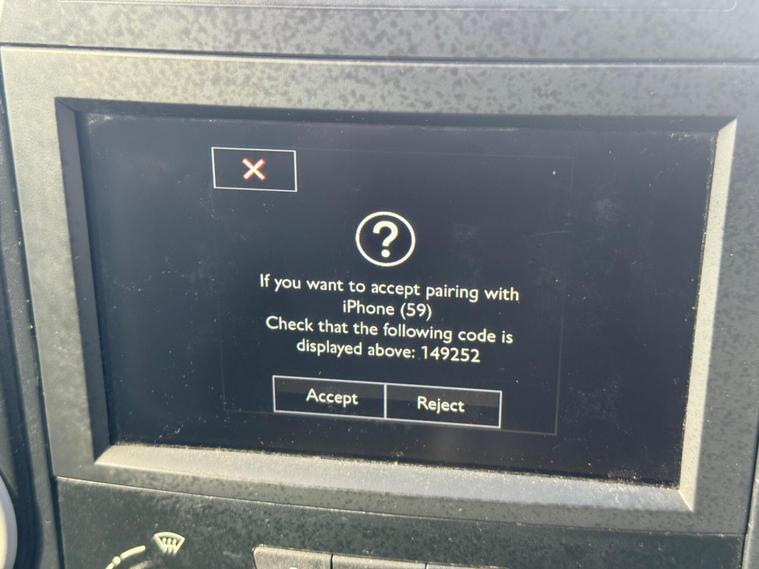 If you want to accept pairing with
iPhone (59)
Check that the following code is
displayed above: 149252
Accept
Reject